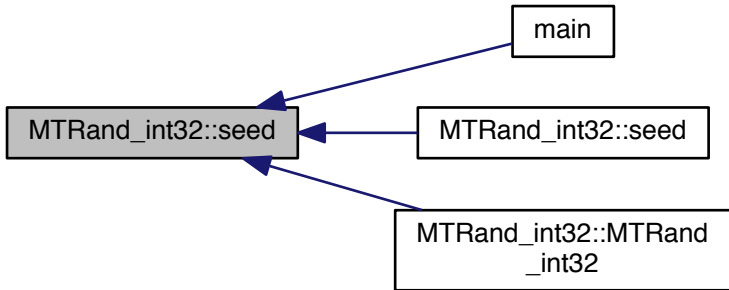 main
MTRand_int32::seed
MTRand_int32::seed
MTRand_int32::MTRand
_int32